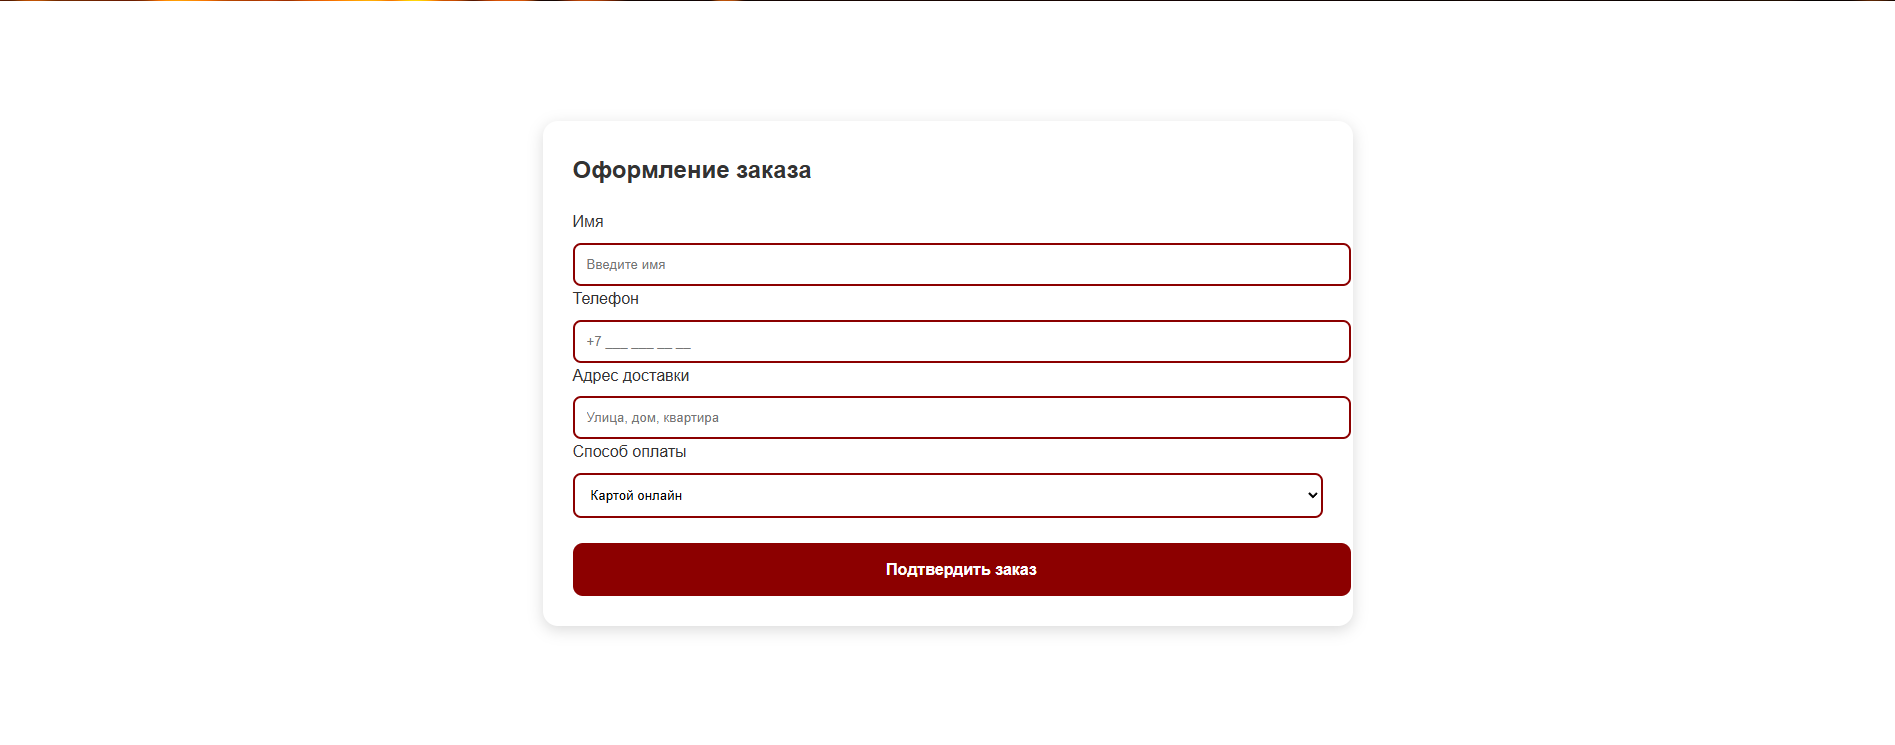 Оформление заказа
Имя
Введите имя
Телефон
+7 ___ ___ __ __
Адрес доставки
Улица, дом, квартира
Способ оплаты
Картой онлайн
Подтвердить заказ